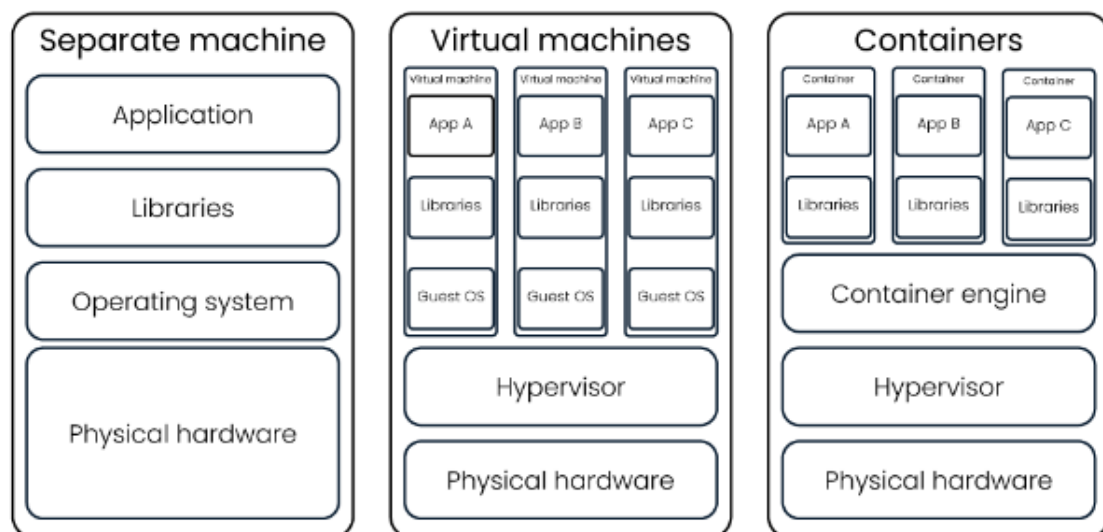 Separate machine
Application
Libraries
Operating system
Physical hardware
Virtual machines
Virtual machine
App A
Libraries
Guest OS
Virtual machine
App B
Libraries
Guest OS
Virtual machine
App C
Libraries
Guest OS
Hypervisor
Physical hardware
Containers
Container
App A
Libraries
Container
App B
Libraries
Container
App C
Libraries
Container engine
Hypervisor
Physical hardware